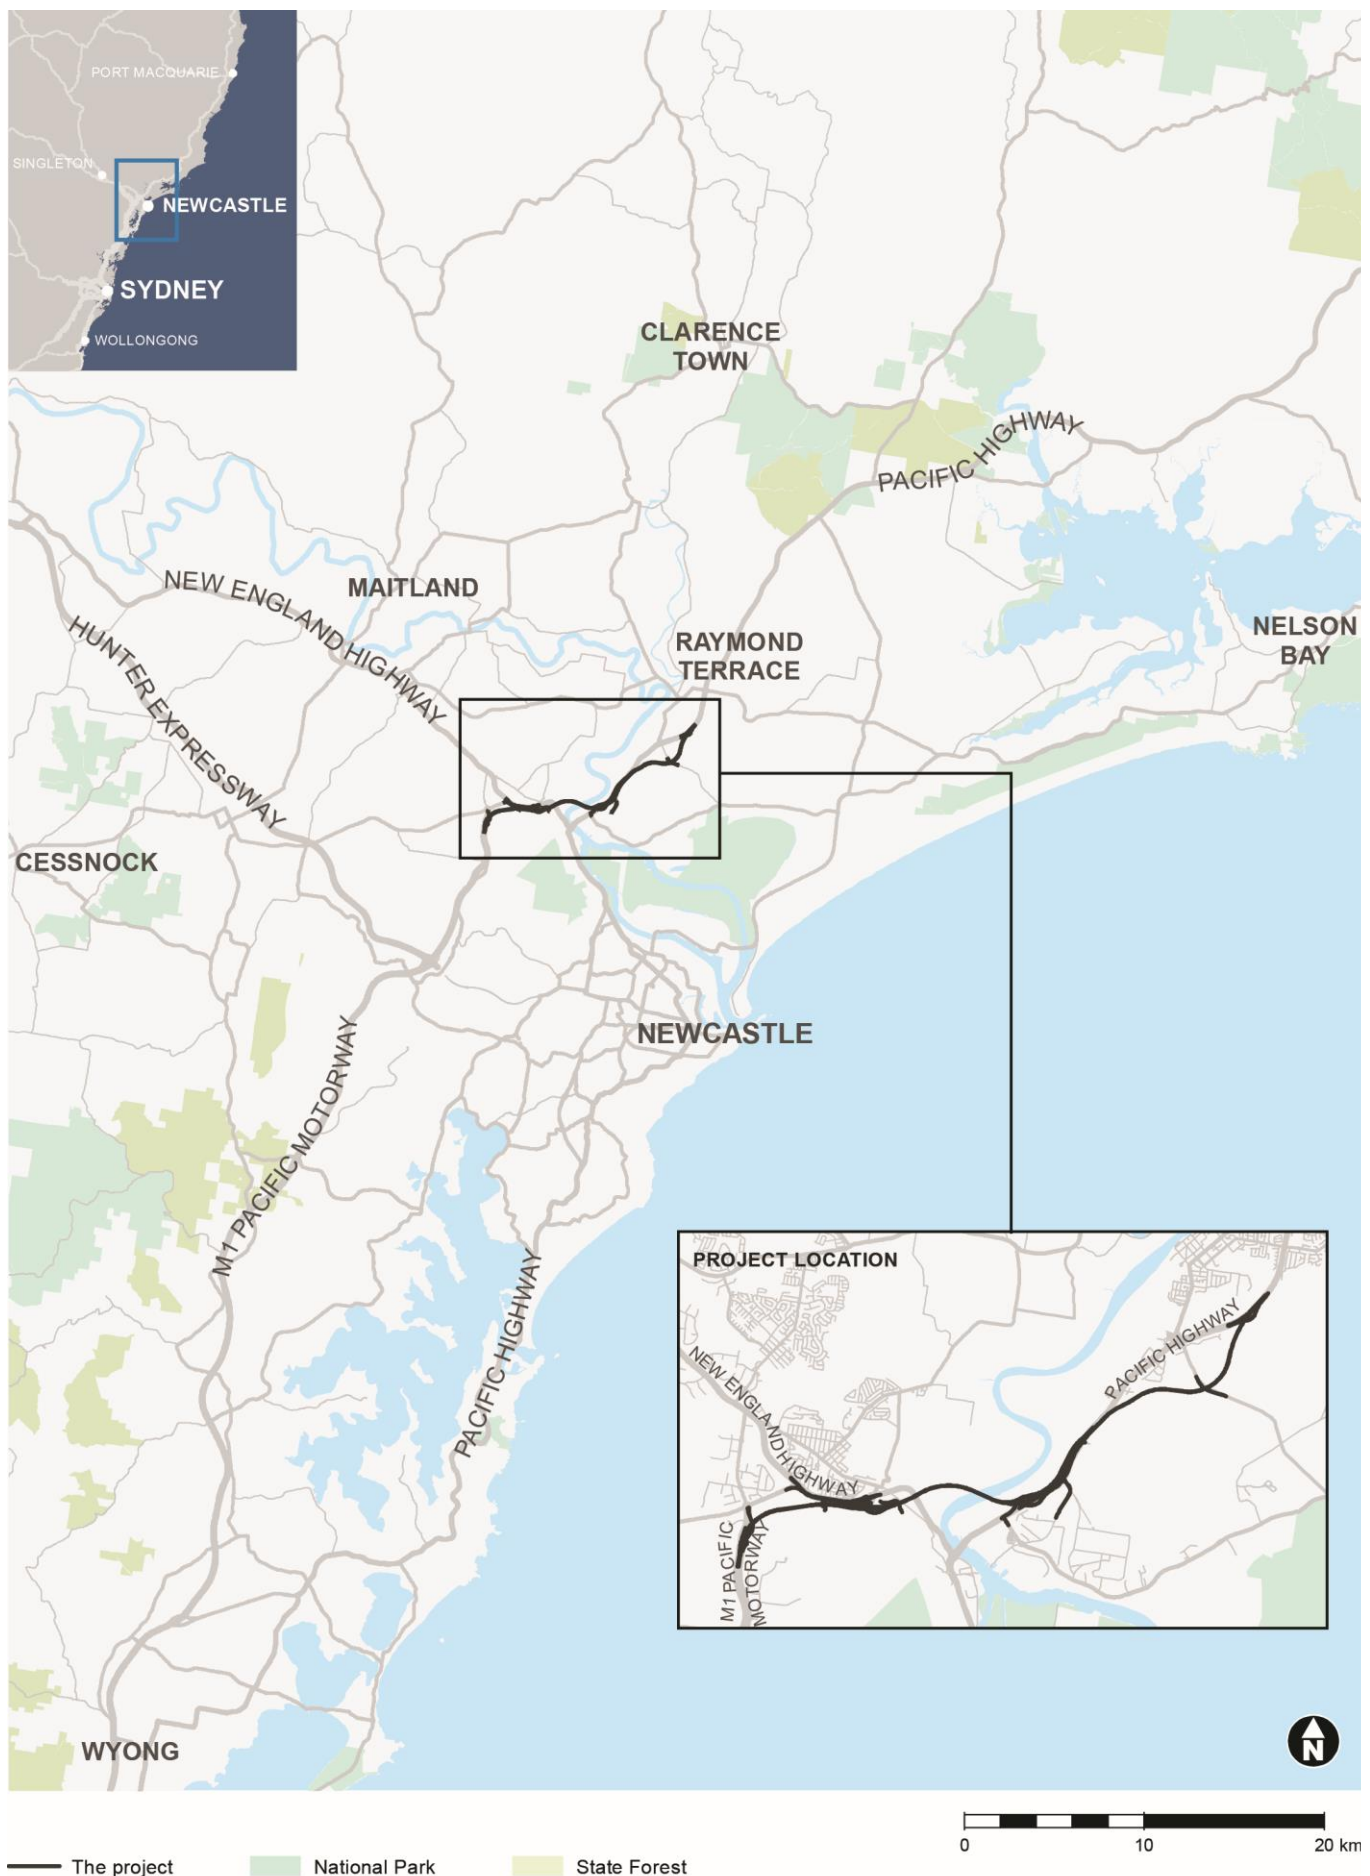 PORT MACQUARIE
SINGLETON
NEWCASTLE
SYDNEY
WOLLONGONG
CLARENCE
TOWN
PACIFIC HIGHWAY
MAITLAND
NEW ENGLAND HIGHWAY
HUNTER EXPRESSWAY
RAYMOND
TERRACE
NELSON
BAY
CESSNOCK
NEWCASTLE
M1 PACIFIC MOTORWAY
PACIFIC HIGHWAY
PROJECT LOCATION
PACIFIC HIGHWAY
NEW ENGLAND HIGHWAY
M1 PACIFIC
MOTORWAY
WYONG
N
0 10 20 km
The project
National Park
State Forest